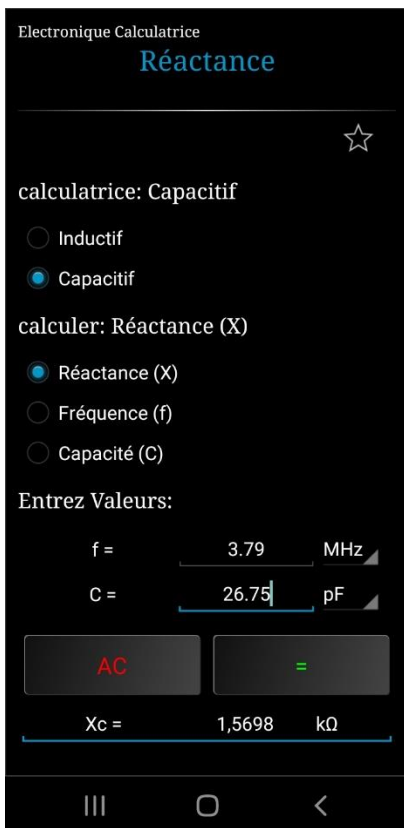 Electronique Calculatrice
Réactance
calculatrice: Capacitif
Inductif
Capacitif
calculer: Réactance (X)
Réactance (X)
Fréquence (f)
Capacité (C)
Entrez Valeurs:
f = 3.79 MHz
C = 26.75 pF
AC =
Xc = 1,5698 kΩ